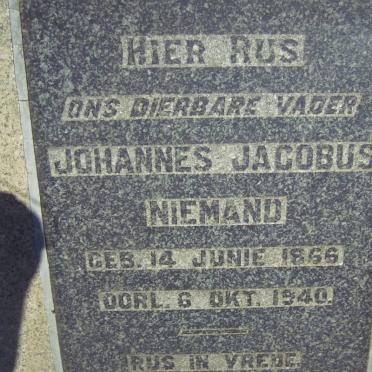 HIER RUS
ONS DIERBARE VADER
JOHANNES JACOBUS
NIEMAND
GEB. 14 JUNIE 1866
OORL. 6 OKT. 1940
RUS IN VREDE